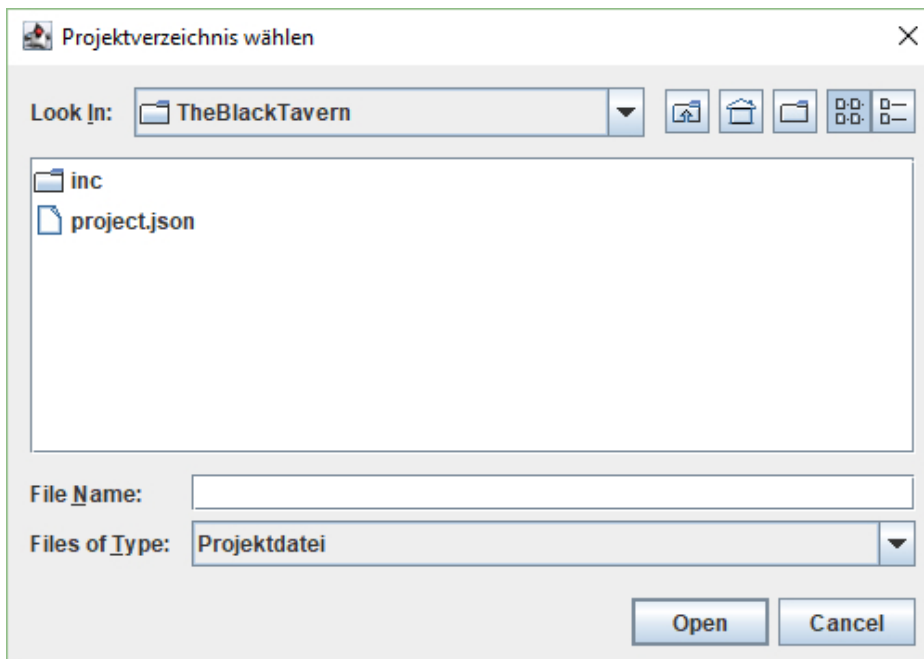 Projektverzeichnis wählen
Look In: TheBlackTavern
inc
project.json
File Name:
Files of Type: Projektdatei
Open Cancel